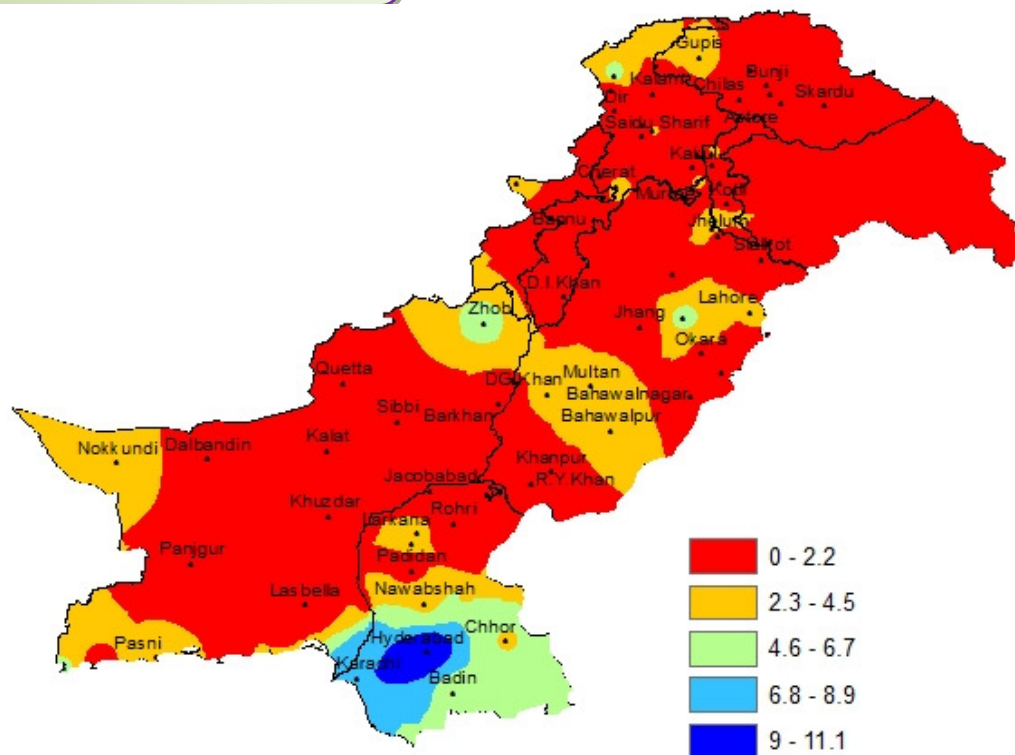 Gupis
Kalam
Chilas
Bunji
Skardu
Dir
Astore
Saidu Sharif
Kakul
Cherat
Kotli
Bannu
Jhelum
Sialkot
D.I.Khan
Zhob
Lahore
Jhang
Okara
Quetta
DG Khan
Multan
Bahawalnagar
Sibbi
Barkhan
Bahawalpur
Nokkundi
Dalbandin
Kalat
Khanpur
Jacobabad
R.Y.Khan
Khuzdar
Rohri
Larkana
Padidan
Panjgur
Lasbella
Nawabshah
Pasni
Hyderabad
Chhor
Karachi
Badin
0 - 2.2
2.3 - 4.5
4.6 - 6.7
6.8 - 8.9
9 - 11.1